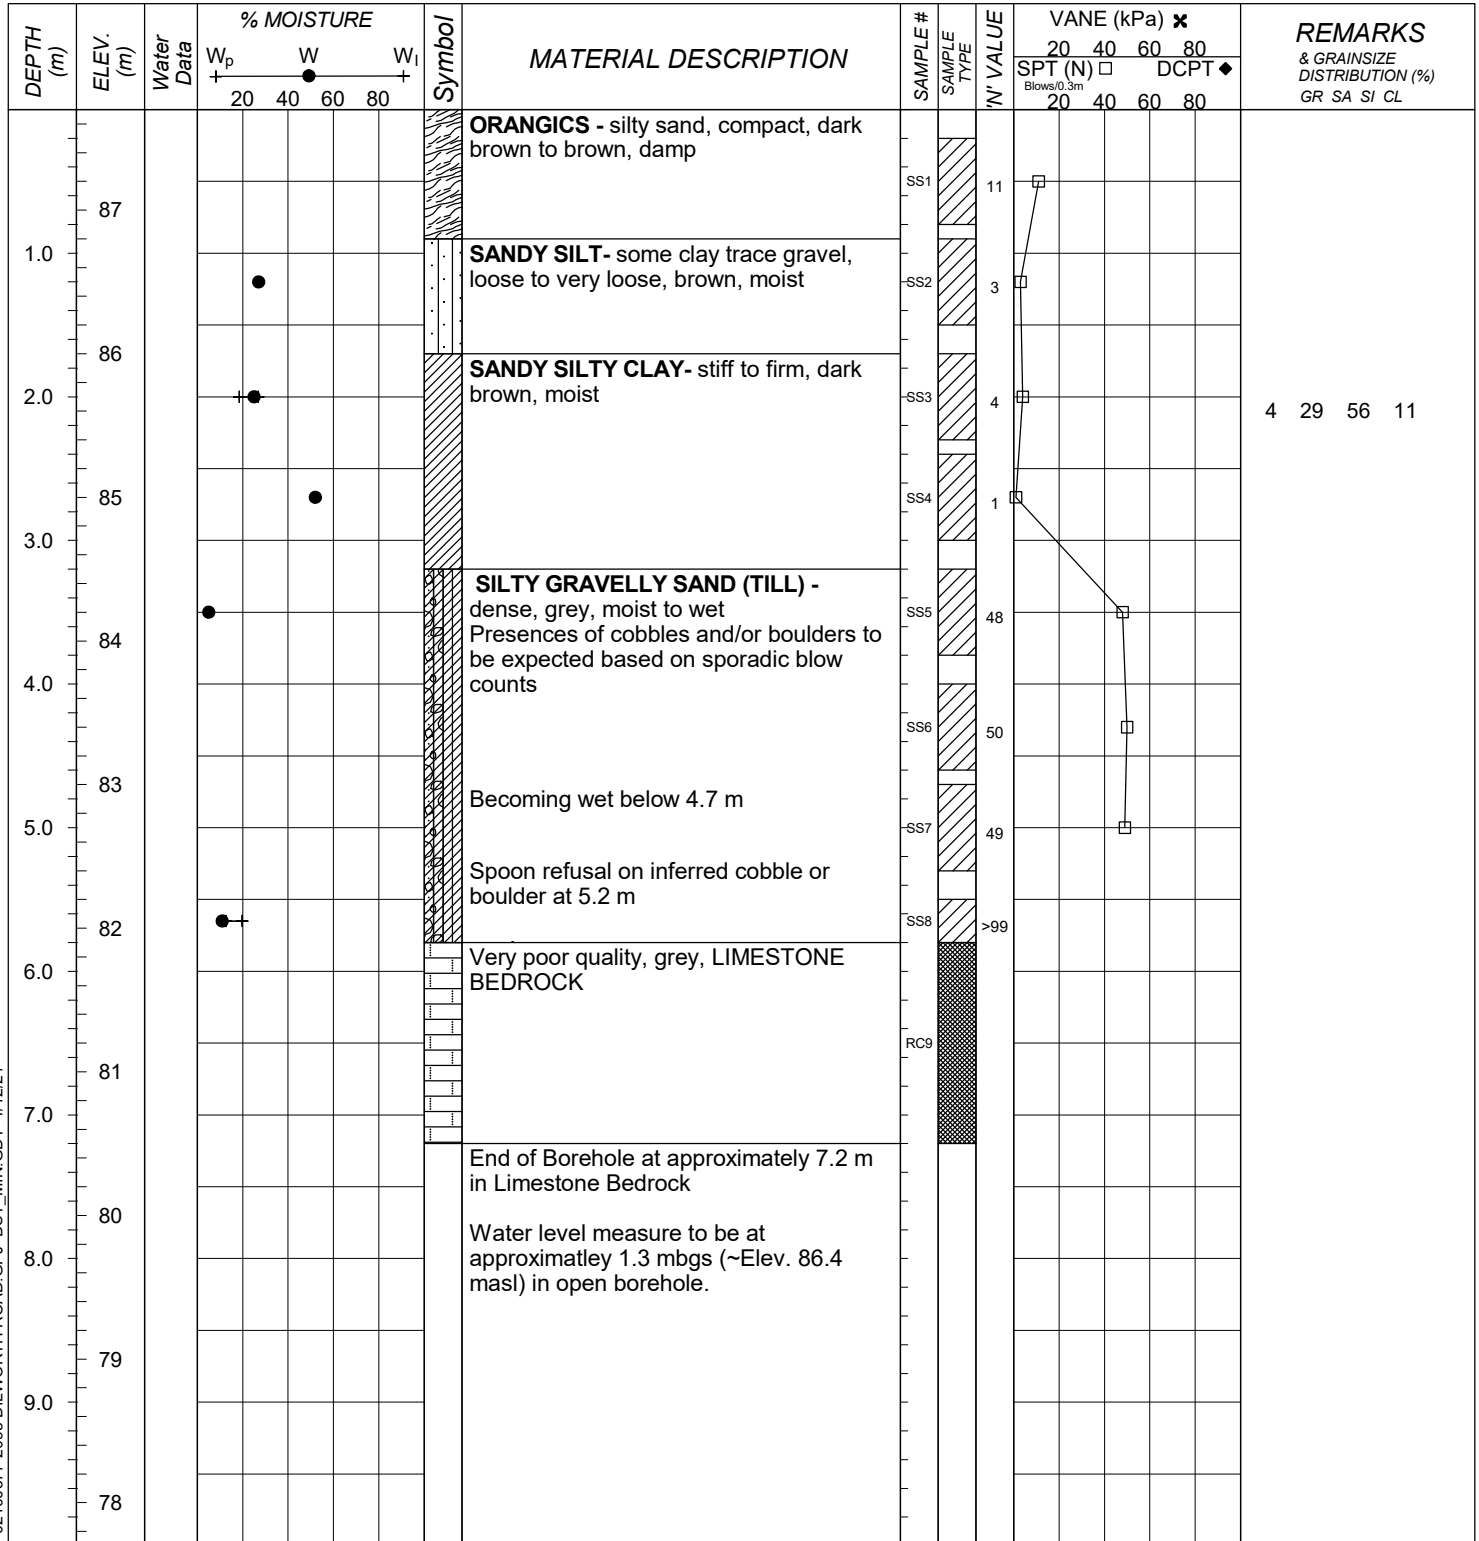 DEPTH (m)
ELEV. (m)
Water Data
% MOISTURE
Wp W Wl
20 40 60 80
Symbol
MATERIAL DESCRIPTION
SAMPLE #
SAMPLE TYPE
'N' VALUE
VANE (kPa)
20 40 60 80
SPT (N) DCPT
Blows/0.3m
20 40 60 80
REMARKS
& GRAINSIZE
DISTRIBUTION (%)
GR SA SI CL
ORANGICS - silty sand, compact, dark
brown to brown, damp
SS1 11
87
1.0
SANDY SILT- some clay trace gravel,
loose to very loose, brown, moist
SS2 3
86
SANDY SILTY CLAY- stiff to firm, dark
brown, moist
2.0
SS3 4
4 29 56 11
85
SS4 1
3.0
SILTY GRAVELLY SAND (TILL) -
dense, grey, moist to wet
SS5 48
Presences of cobbles and/or boulders to
84
be expected based on sporadic blow
counts
4.0
SS6 50
83
Becoming wet below 4.7 m
5.0
SS7 49
Spoon refusal on inferred cobble or
boulder at 5.2 m
82
SS8 >99
Very poor quality, grey, LIMESTONE
BEDROCK
6.0
RC9
81
7.0
End of Borehole at approximately 7.2 m
in Limestone Bedrock
80
Water level measure to be at
approximatley 1.3 mbgs (~Elev. 86.4
masl) in open borehole.
8.0
79
9.0
78